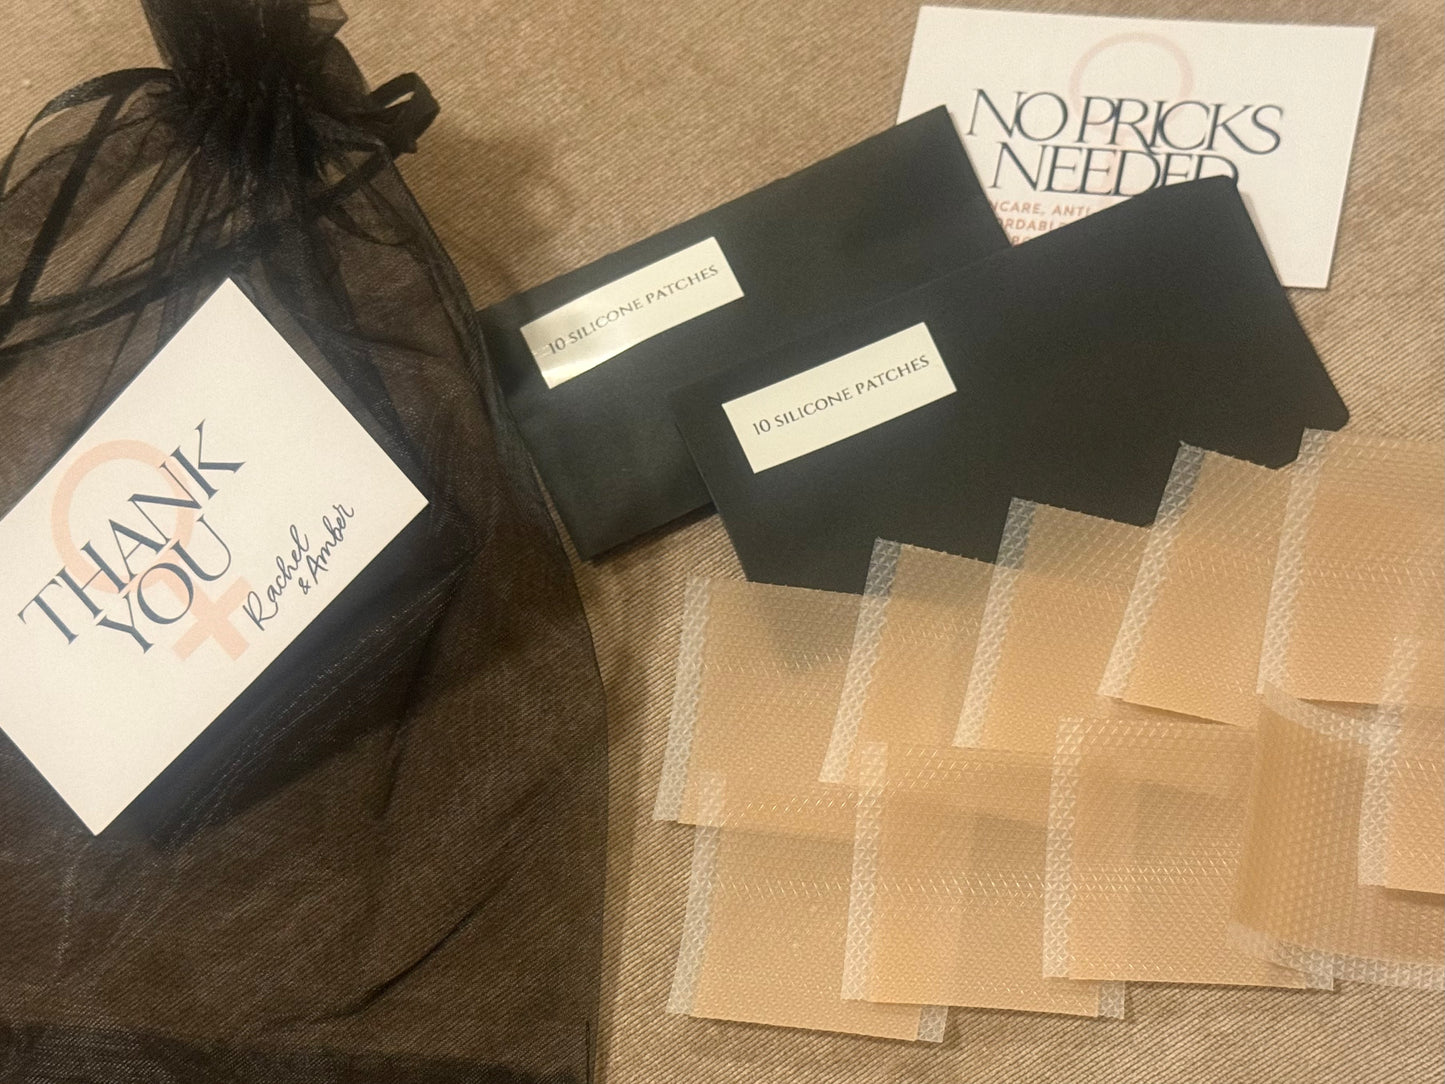 THANK
YOU
Rachel
& Amber
10 SILICONE PATCHES
10 SILICONE PATCHES
NO PRICKS
NEEDED